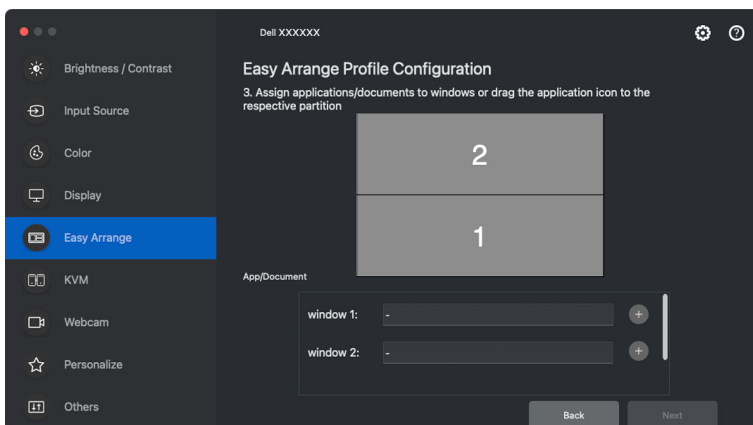 Dell XXXXXX
Brightness / Contrast
Input Source
Color
Display
Easy Arrange
KVM
Webcam
Personalize
Others
Easy Arrange Profile Configuration
3. Assign applications/documents to windows or drag the application icon to the
respective partition
2
1
App/Document
window 1: -
window 2: -
Back
Next